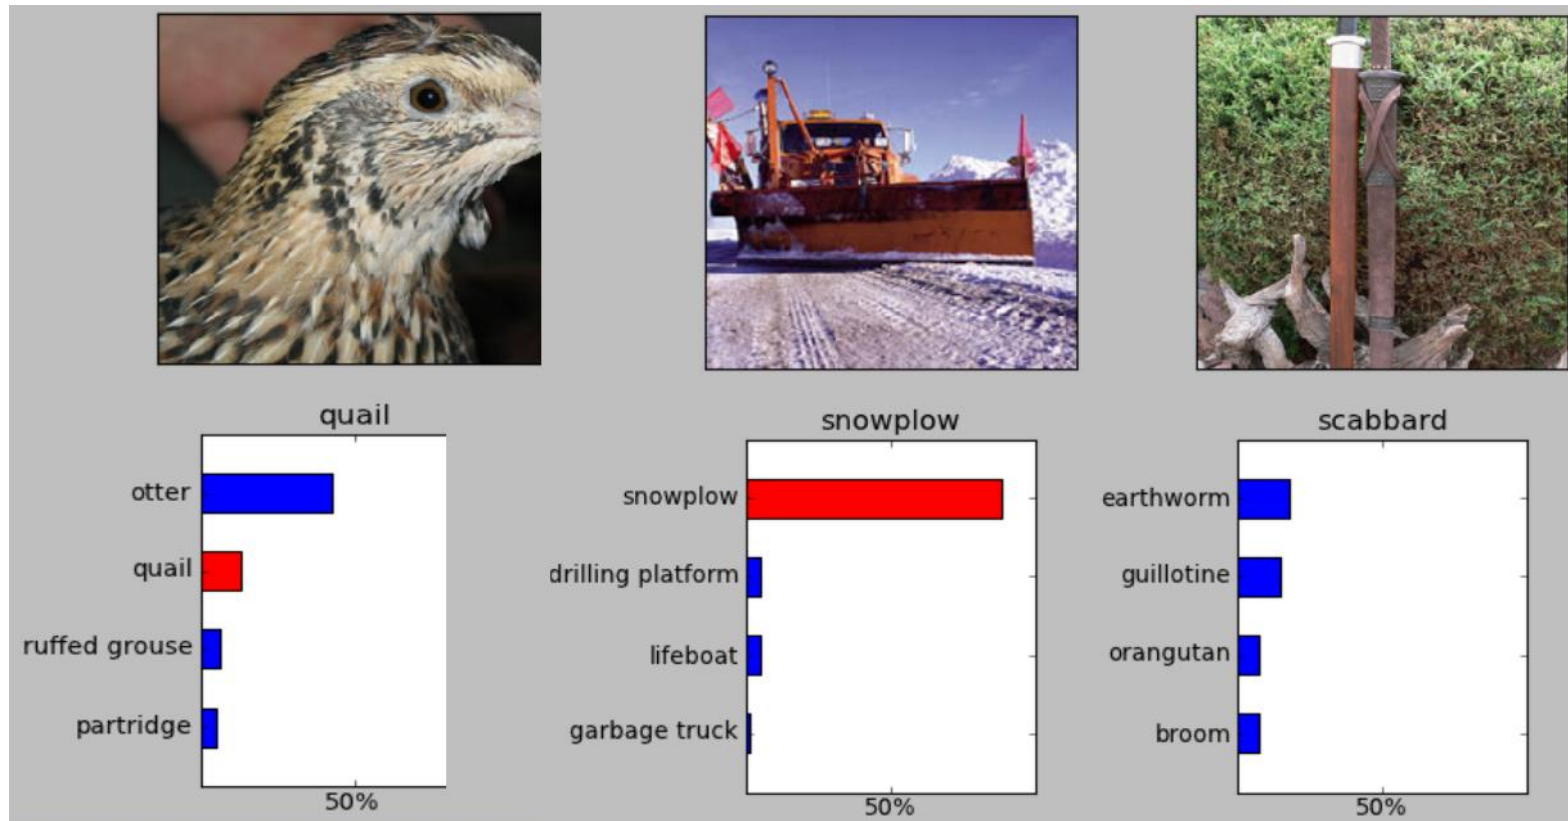 quail
otter
quail
ruffed grouse
partridge
50%
snowplow
snowplow
drilling platform
lifeboat
garbage truck
50%
scabbard
earthworm
guillotine
orangutan
broom
50%